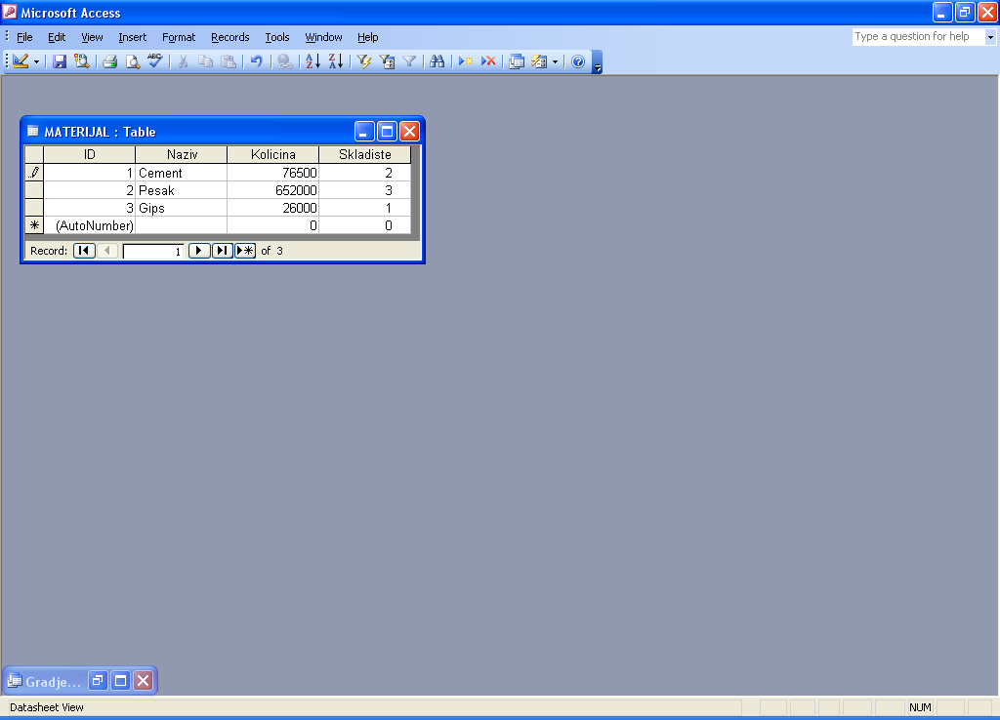 Microsoft Access
File Edit View Insert Format Records Tools Window Help Type a question for help
MATERIJAL : Table
ID Naziv Kolicina Skladiste
1 Cement 76500 2
2 Pesak 652000 3
3 Gips 26000 1
(AutoNumber) 0 0
Record: 1 of 3
Gradje...
Datasheet View NUM